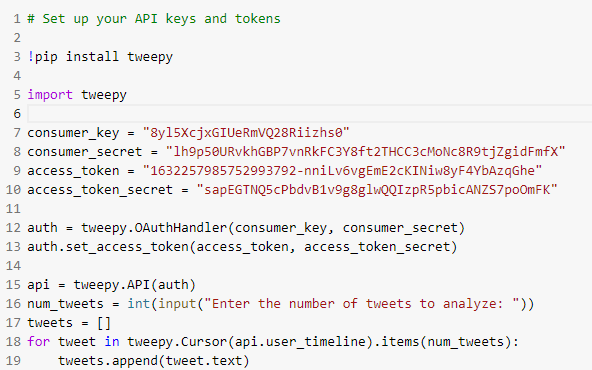 1 # Set up your API keys and tokens
2
3 !pip install tweepy
4
5 import tweepy
6
7 consumer_key = "8yl5XcjxGIUeRmVQ28Riizhs0"
8 consumer_secret = "lh9p50URvkhGBP7vnRkFC3Y8ft2THCC3cMoNc8R9tjZgidFmfX"
9 access_token = "1632257985752993792-nniLv6vgEmE2cKINiw8yF4YbAzqGhe"
10 access_token_secret = "sapEGTNQ5cPbdvB1v9g8glwQQIzpR5pbicANZS7poOmFK"
11
12 auth = tweepy.OAuthHandler(consumer_key, consumer_secret)
13 auth.set_access_token(access_token, access_token_secret)
14
15 api = tweepy.API(auth)
16 num_tweets = int(input("Enter the number of tweets to analyze: "))
17 tweets = []
18 for tweet in tweepy.Cursor(api.user_timeline).items(num_tweets):
19     tweets.append(tweet.text)